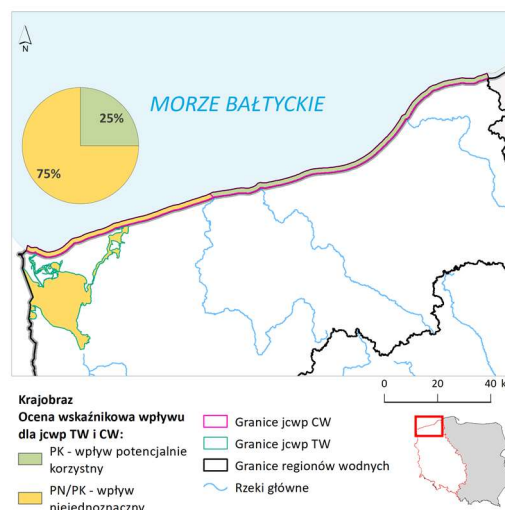 N
MORZE BAŁTYCKIE
25%
75%
0 20 40 k
Krajobraz
Ocena wskaźnikowa wpływu
dla jcwp TW i CW:
PK - wpływ potencjalnie
korzystny
PN/PK - wpływ
niejednoznaczny
Granice jcwp CW
Granice jcwp TW
Granice regionów wodnych
Rzeki główne